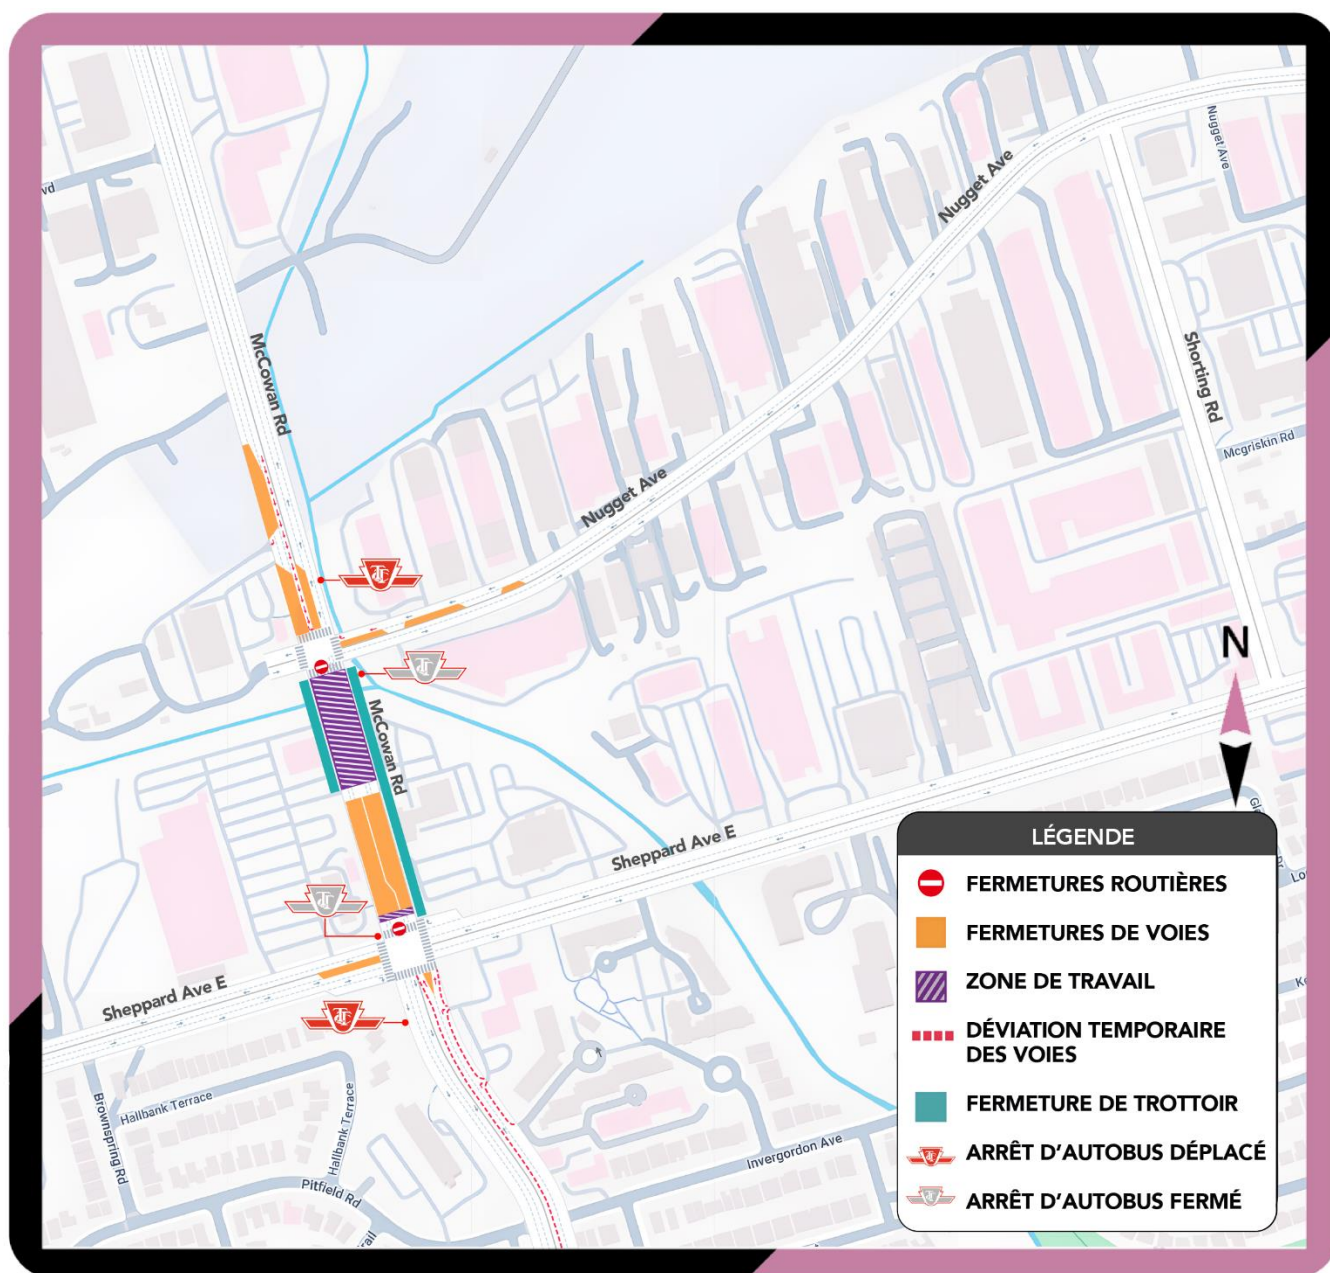 Nugget Ave
Nugget Ave
vd
McCowan Rd
Shorting Rd
Mcgriskin Rd
Nugget Ave
N
McCowan Rd
Sheppard Ave E
Sheppard Ave E
Brownspring Rd
Hallbank Terrace
Hallbank Terrace
Pitfield Rd
Invergordon Ave
LÉGENDE
FERMETURES ROUTIÈRES
FERMETURES DE VOIES
ZONE DE TRAVAIL
DÉVIATION TEMPORAIRE
DES VOIES
FERMETURE DE TROTTOIR
ARRÊT D'AUTOBUS DÉPLACÉ
ARRÊT D'AUTOBUS FERMÉ